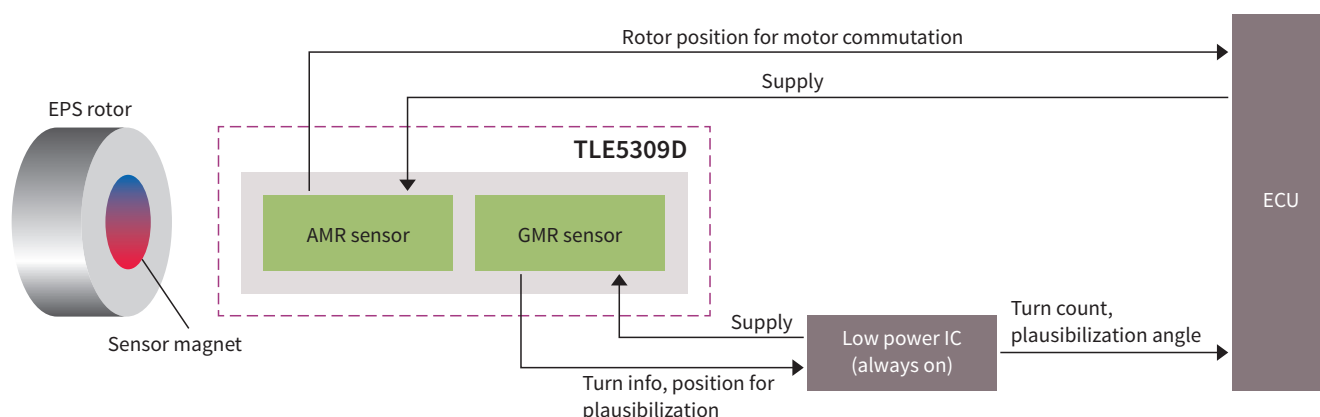 Rotor position for motor commutation
Supply
EPS rotor
TLE5309D
AMR sensor
GMR sensor
ECU
Sensor magnet
Supply
Low power IC
(always on)
Turn count,
plausibilization angle
Turn info, position for
plausibilization